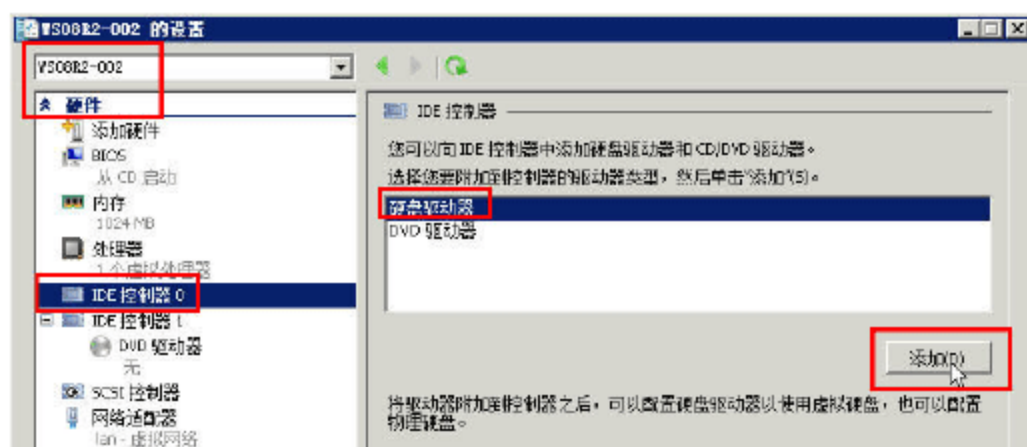 WS08R2-002 的设置
WS08R2-002
硬件
添加硬件
BIOS
从 CD 启动
内存
1024 MB
处理器
1 个虚拟处理器
IDE 控制器 0
IDE 控制器 1
DVD 驱动器
无
SCSI 控制器
网络适配器
lan - 虚拟网络
IDE 控制器
您可以向 IDE 控制器中添加硬盘驱动器和 CD/DVD 驱动器。
选择您要附加到控制器的驱动器类型，然后单击“添加”(S)。
硬盘驱动器
DVD 驱动器
添加(D)
将驱动器附加到控制器之后，可以配置硬盘驱动器以使用虚拟硬盘，也可以配置
物理硬盘。